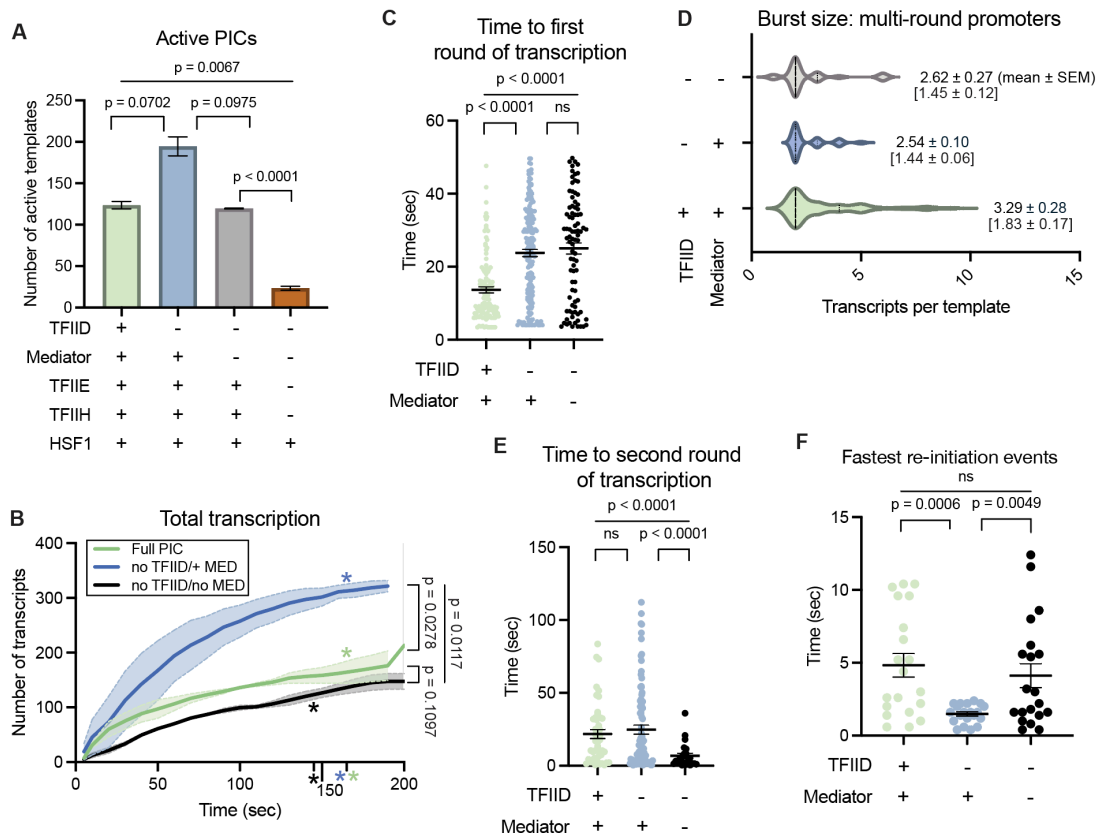 A
Active PICs
p = 0.0067
p = 0.0702
p = 0.0975
p < 0.0001
Number of active templates
250
200
150
100
50
0
TFIID + - - -
Mediator + + - -
TFIIE + + + -
TFIIH + + + -
HSF1 + + + +
B
Total transcription
Number of transcripts
400
300
200
100
0
Full PIC
no TFIID/+ MED
no TFIID/no MED
*
*
*
p = 0.0278
p = 0.1097
p = 0.0117
0 50 100 150 200
* * *
Time (sec)
C
Time to first
round of transcription
p < 0.0001
p < 0.0001 ns
Time (sec)
60
40
20
0
TFIID + - -
Mediator + + -
D
Burst size: multi-round promoters
- - 2.62 ± 0.27 (mean ± SEM)
[1.45 ± 0.12]
- + 2.54 ± 0.10
[1.44 ± 0.06]
+ + 3.29 ± 0.28
[1.83 ± 0.17]
TFIID
Mediator
0 5 10 15
Transcripts per template
E
Time to second round
of transcription
p < 0.0001
ns p < 0.0001
Time (sec)
150
100
50
0
TFIID + - -
Mediator + + -
F
Fastest re-initiation events
ns
p = 0.0006 p = 0.0049
Time (sec)
15
10
5
0
TFIID + - -
Mediator + + -